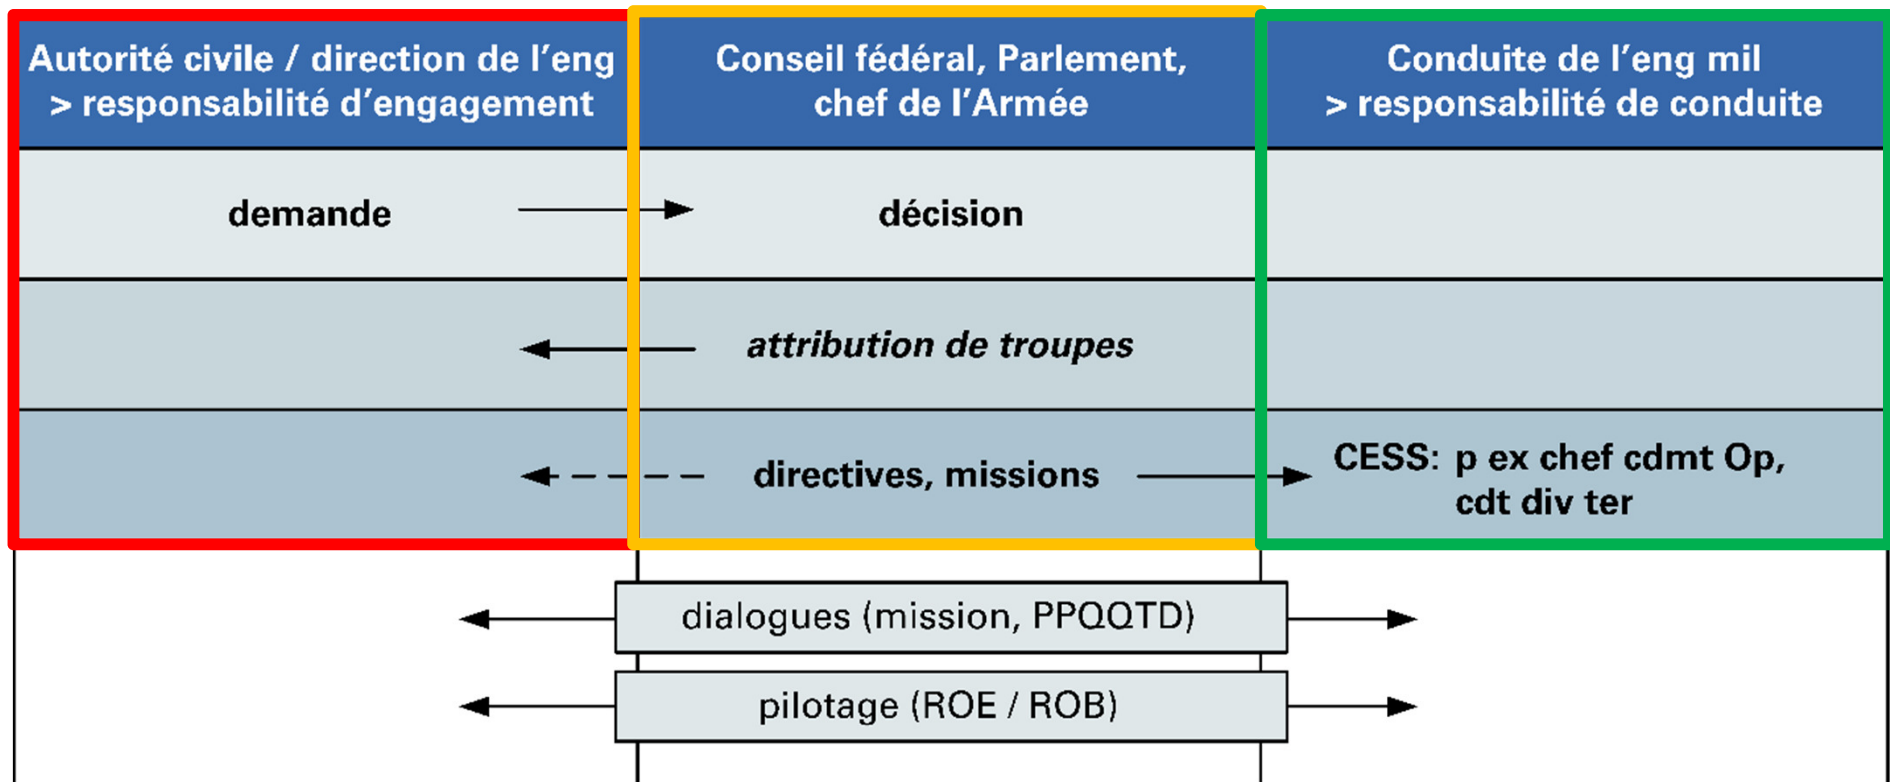 Autorité civile / direction de l'eng
> responsabilité d'engagement
Conseil fédéral, Parlement,
chef de l'Armée
Conduite de l'eng mil
> responsabilité de conduite
demande
décision
attribution de troupes
directives, missions
CESS: p ex chef cdmt Op,
cdt div ter
dialogues (mission, PPQQTD)
pilotage (ROE / ROB)